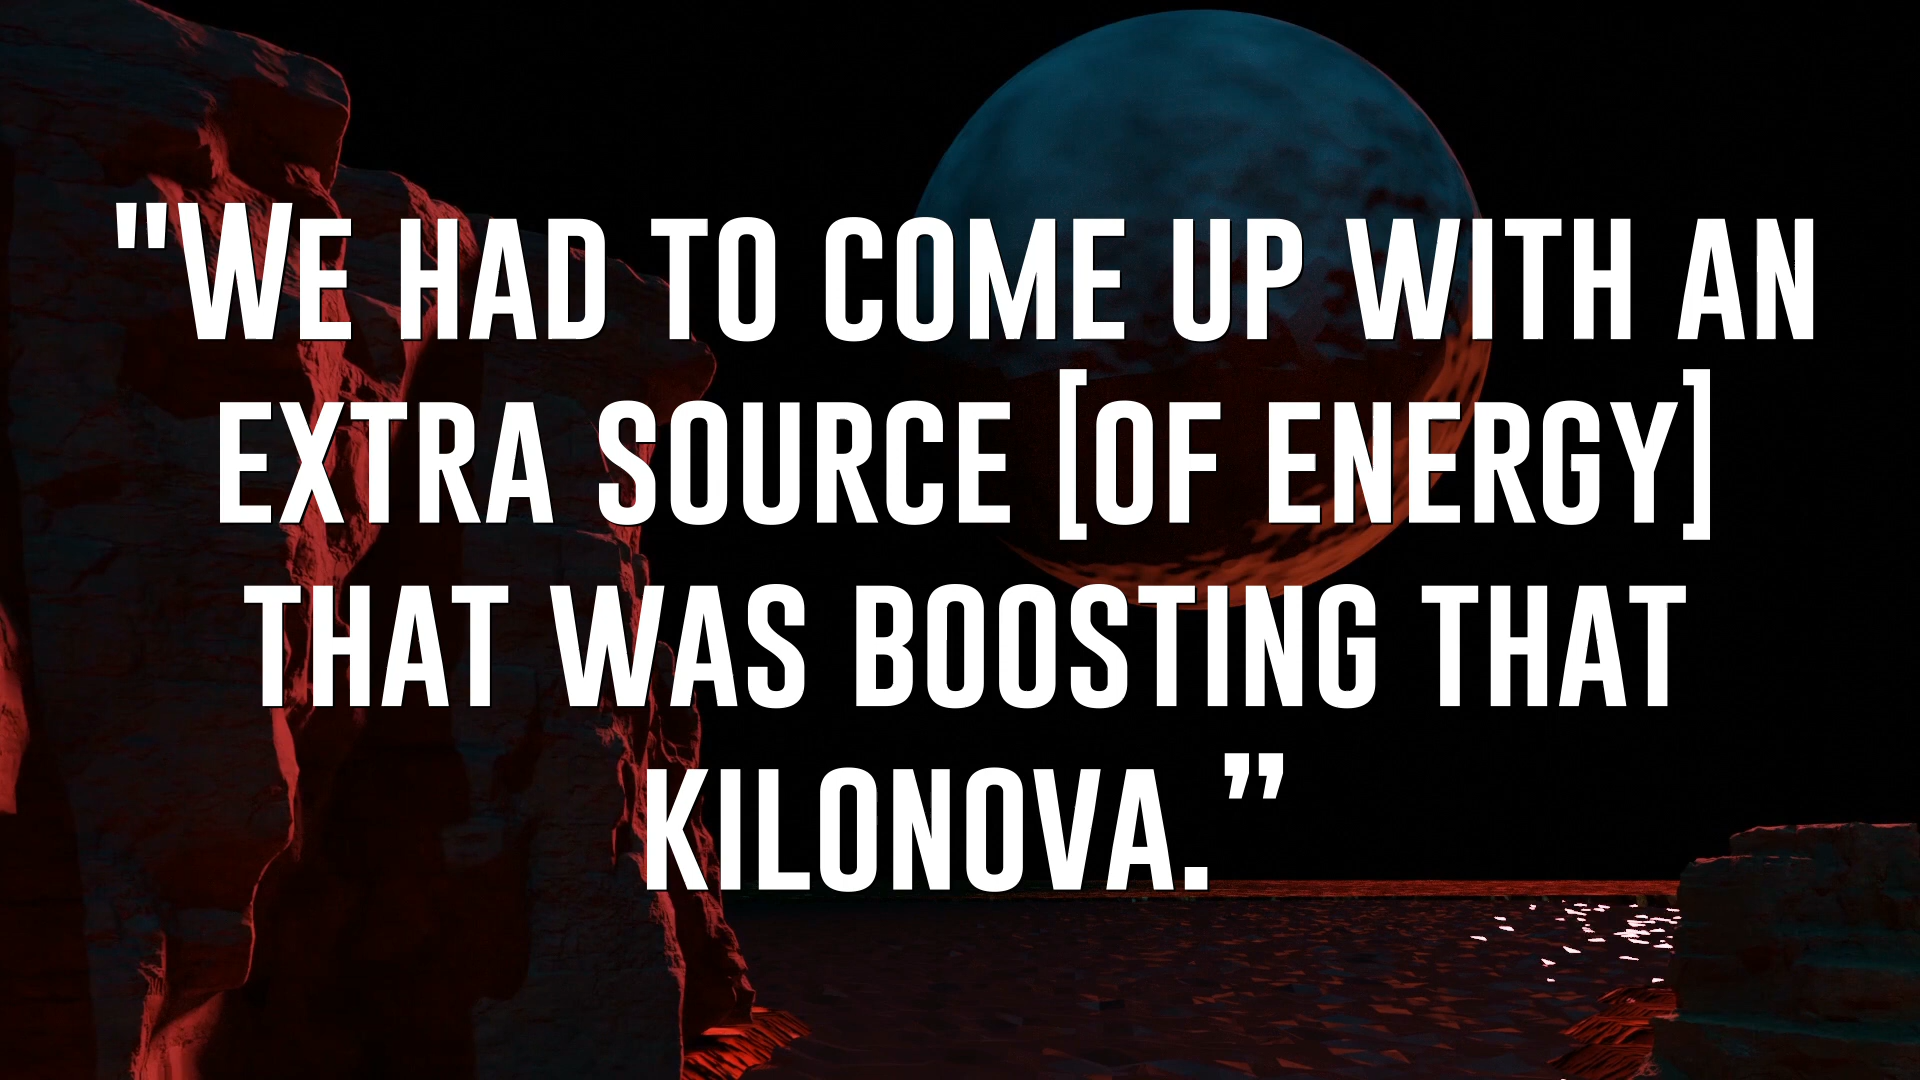 "We had to come up with an
extra source [of energy]
that was boosting that
kilonova.”